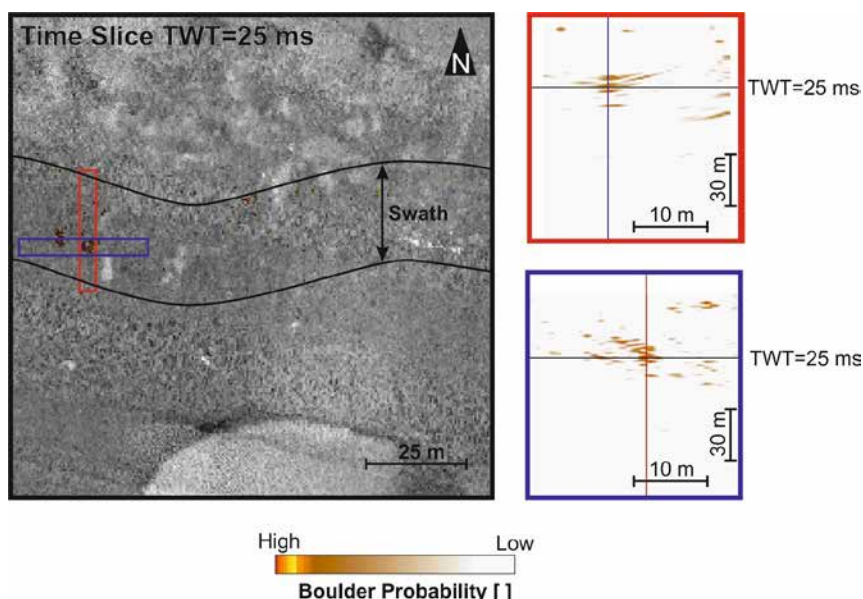 Time Slice TWT=25 ms
N
Swath
25 m
TWT=25 ms
30 m
10 m
TWT=25 ms
30 m
10 m
High
Low
Boulder Probability [ ]